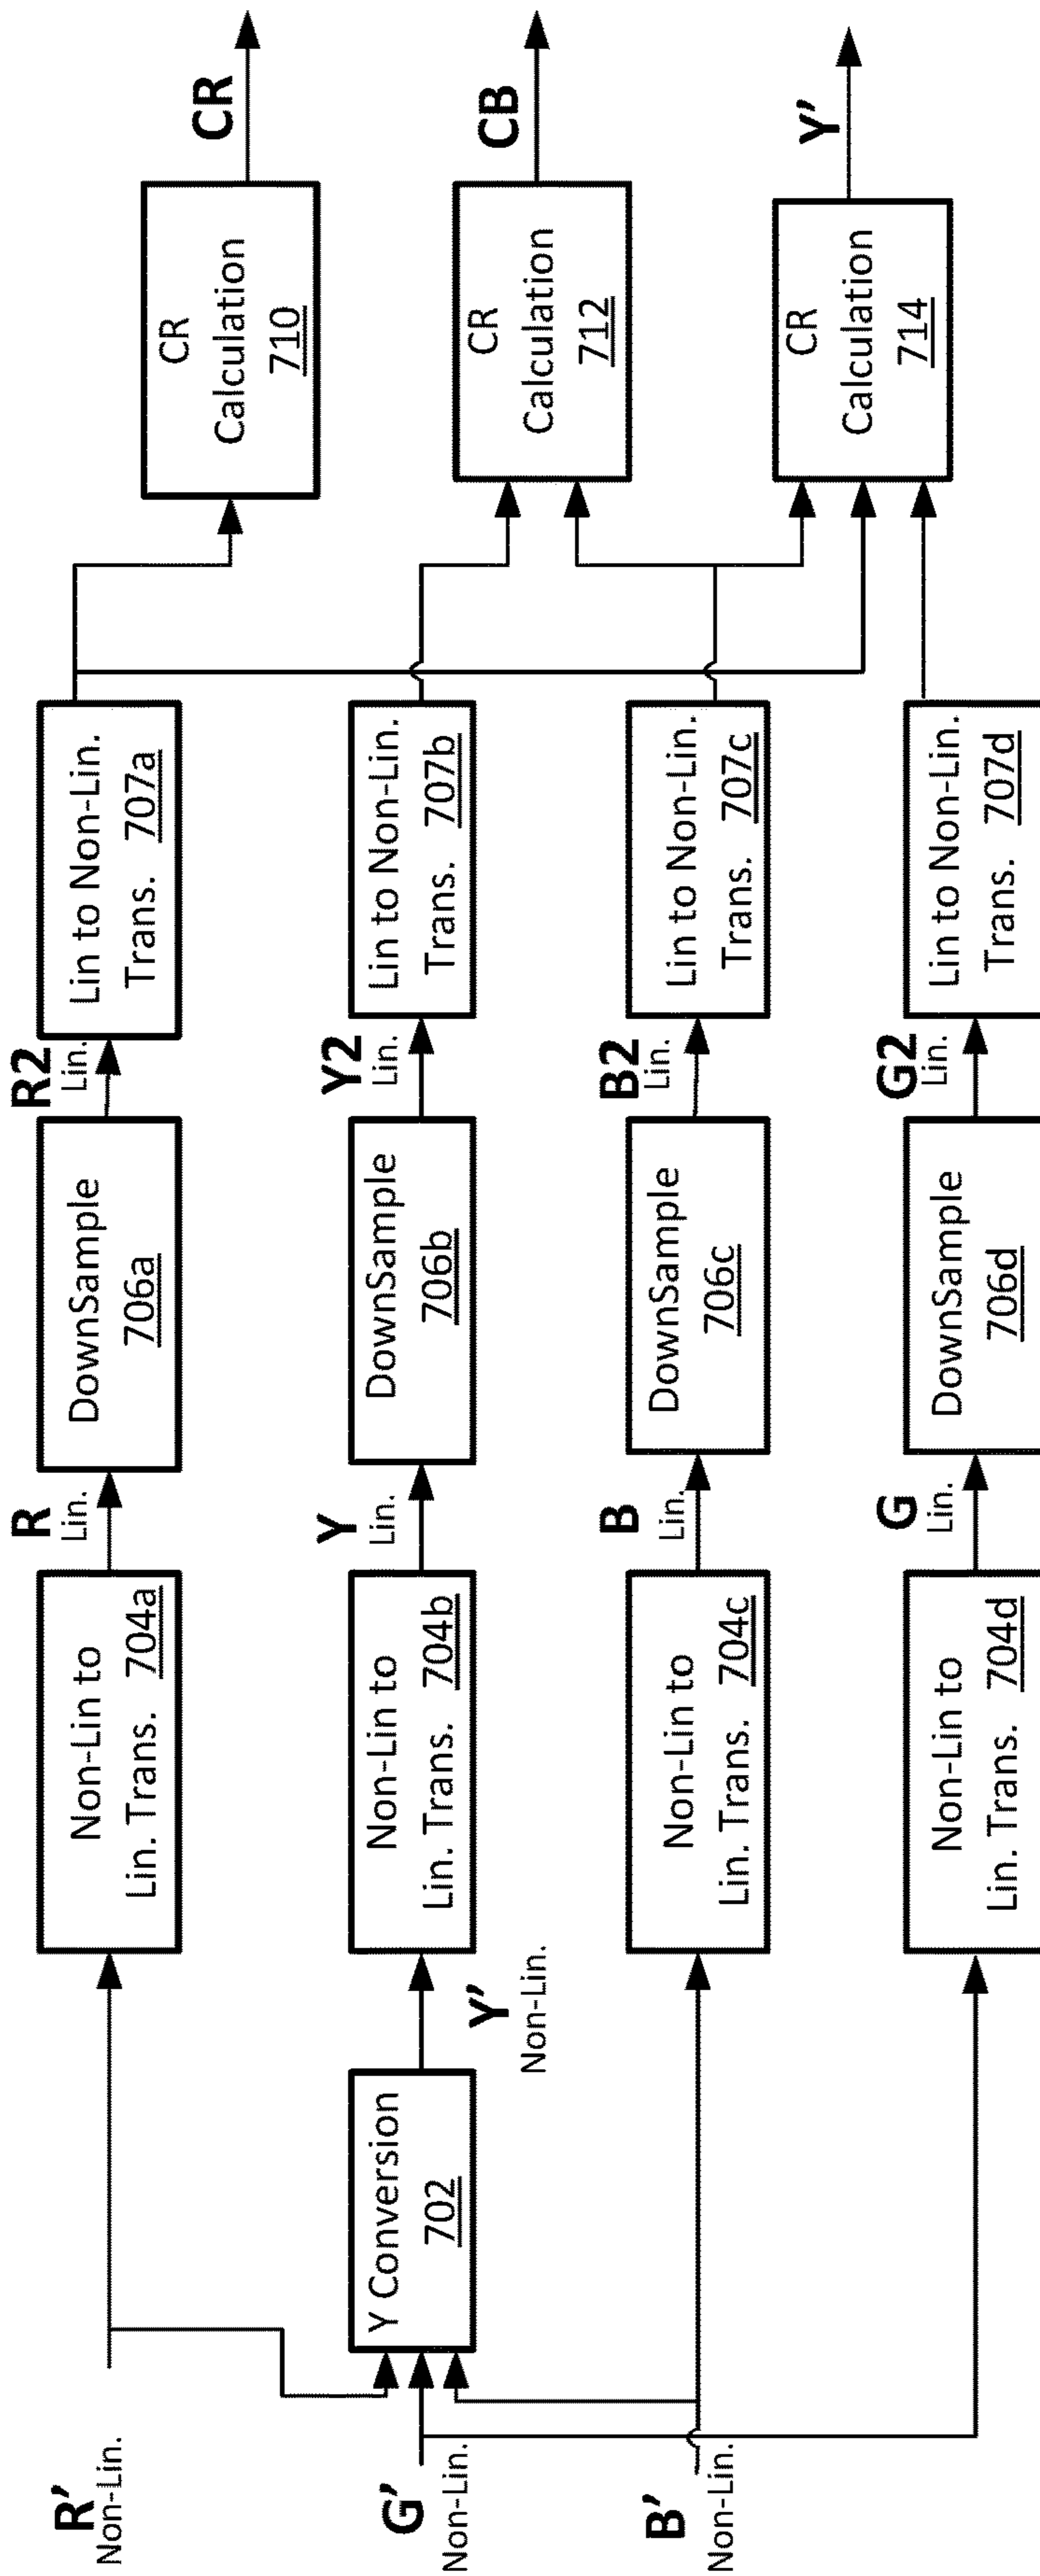 R'
Non-Lin.
G'
Non-Lin.
B'
Non-Lin.
Y Conversion
702
Y'
Non-Lin.
Non-Lin to
Lin. Trans. 704a
Non-Lin to
Lin. Trans. 704b
Non-Lin to
Lin. Trans. 704c
Non-Lin to
Lin. Trans. 704d
R
Lin.
Y
Lin.
B
Lin.
G
Lin.
DownSample
706a
DownSample
706b
DownSample
706c
DownSample
706d
R2
Lin.
Y2
Lin.
B2
Lin.
G2
Lin.
Lin to Non-Lin.
Trans. 707a
Lin to Non-Lin.
Trans. 707b
Lin to Non-Lin.
Trans. 707c
Lin to Non-Lin.
Trans. 707d
CR
Calculation
710
CR
Calculation
712
CR
Calculation
714
CR
CB
Y'